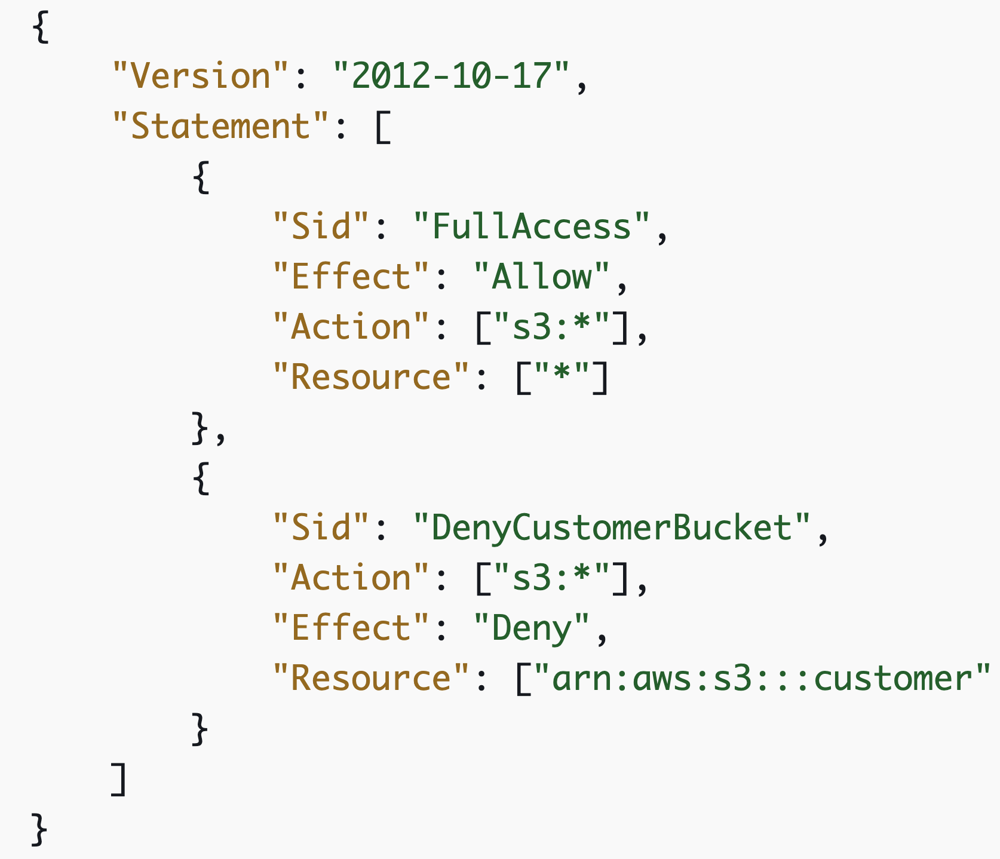 {
"Version": "2012-10-17",
"Statement": [
{
"Sid": "FullAccess",
"Effect": "Allow",
"Action": ["s3:*"],
"Resource": ["*"]
},
{
"Sid": "DenyCustomerBucket",
"Action": ["s3:*"],
"Effect": "Deny",
"Resource": ["arn:aws:s3:::customer"
}
]
}